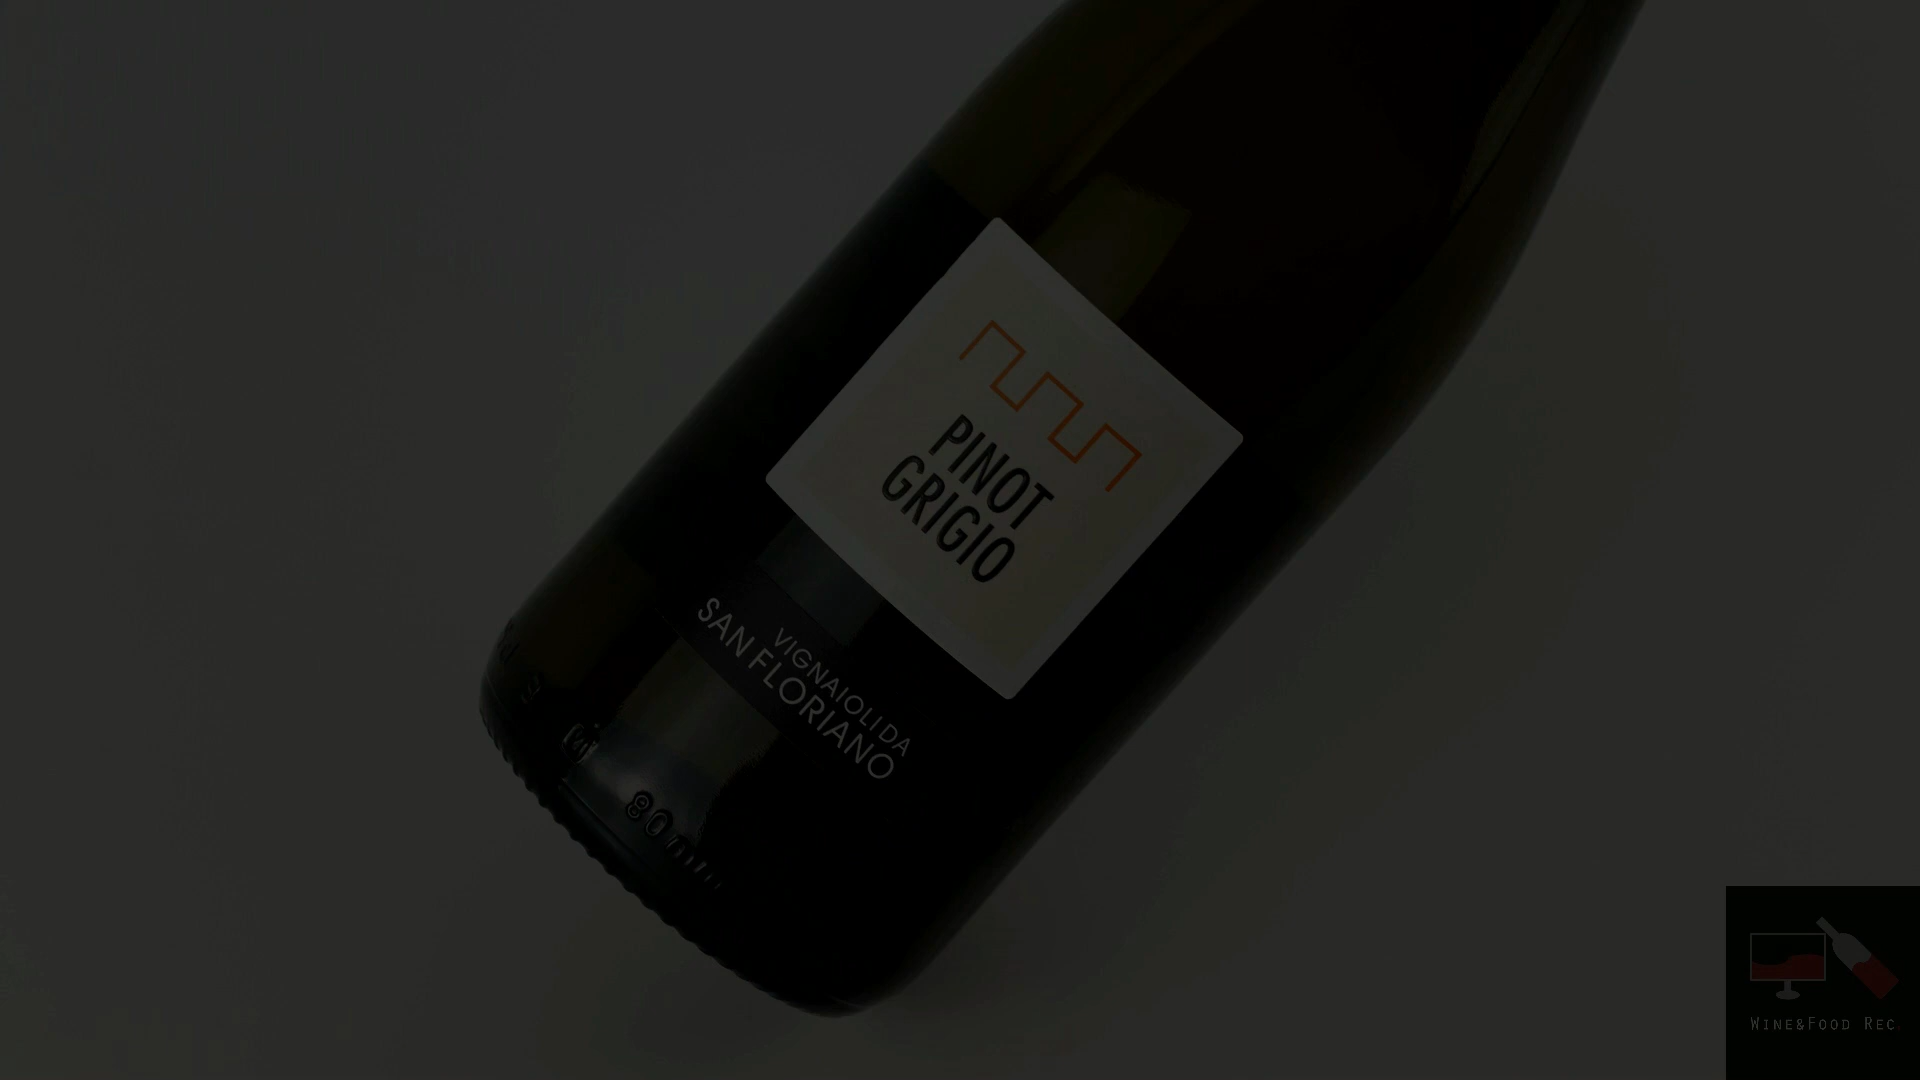 PINOT
GRIGIO
VIGNAIOLI DA
SAN FLORIANO
WINE&FOOD REC